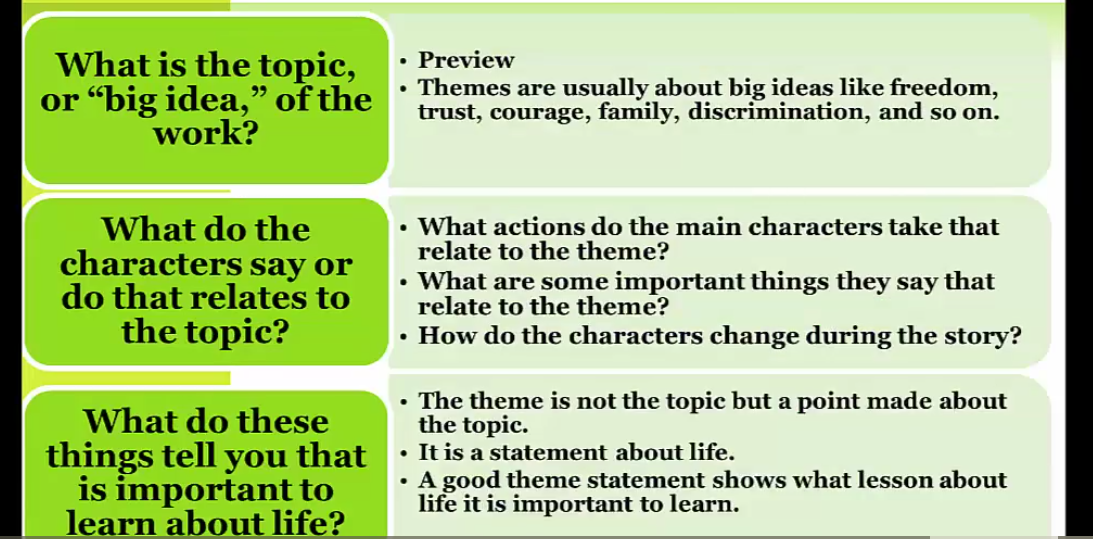 What is the topic,
or “big idea,” of the
work?
• Preview
• Themes are usually about big ideas like freedom,
trust, courage, family, discrimination, and so on.
What do the
characters say or
do that relates to
the topic?
• What actions do the main characters take that
relate to the theme?
• What are some important things they say that
relate to the theme?
• How do the characters change during the story?
What do these
things tell you that
is important to
learn about life?
• The theme is not the topic but a point made about
the topic.
• It is a statement about life.
• A good theme statement shows what lesson about
life it is important to learn.